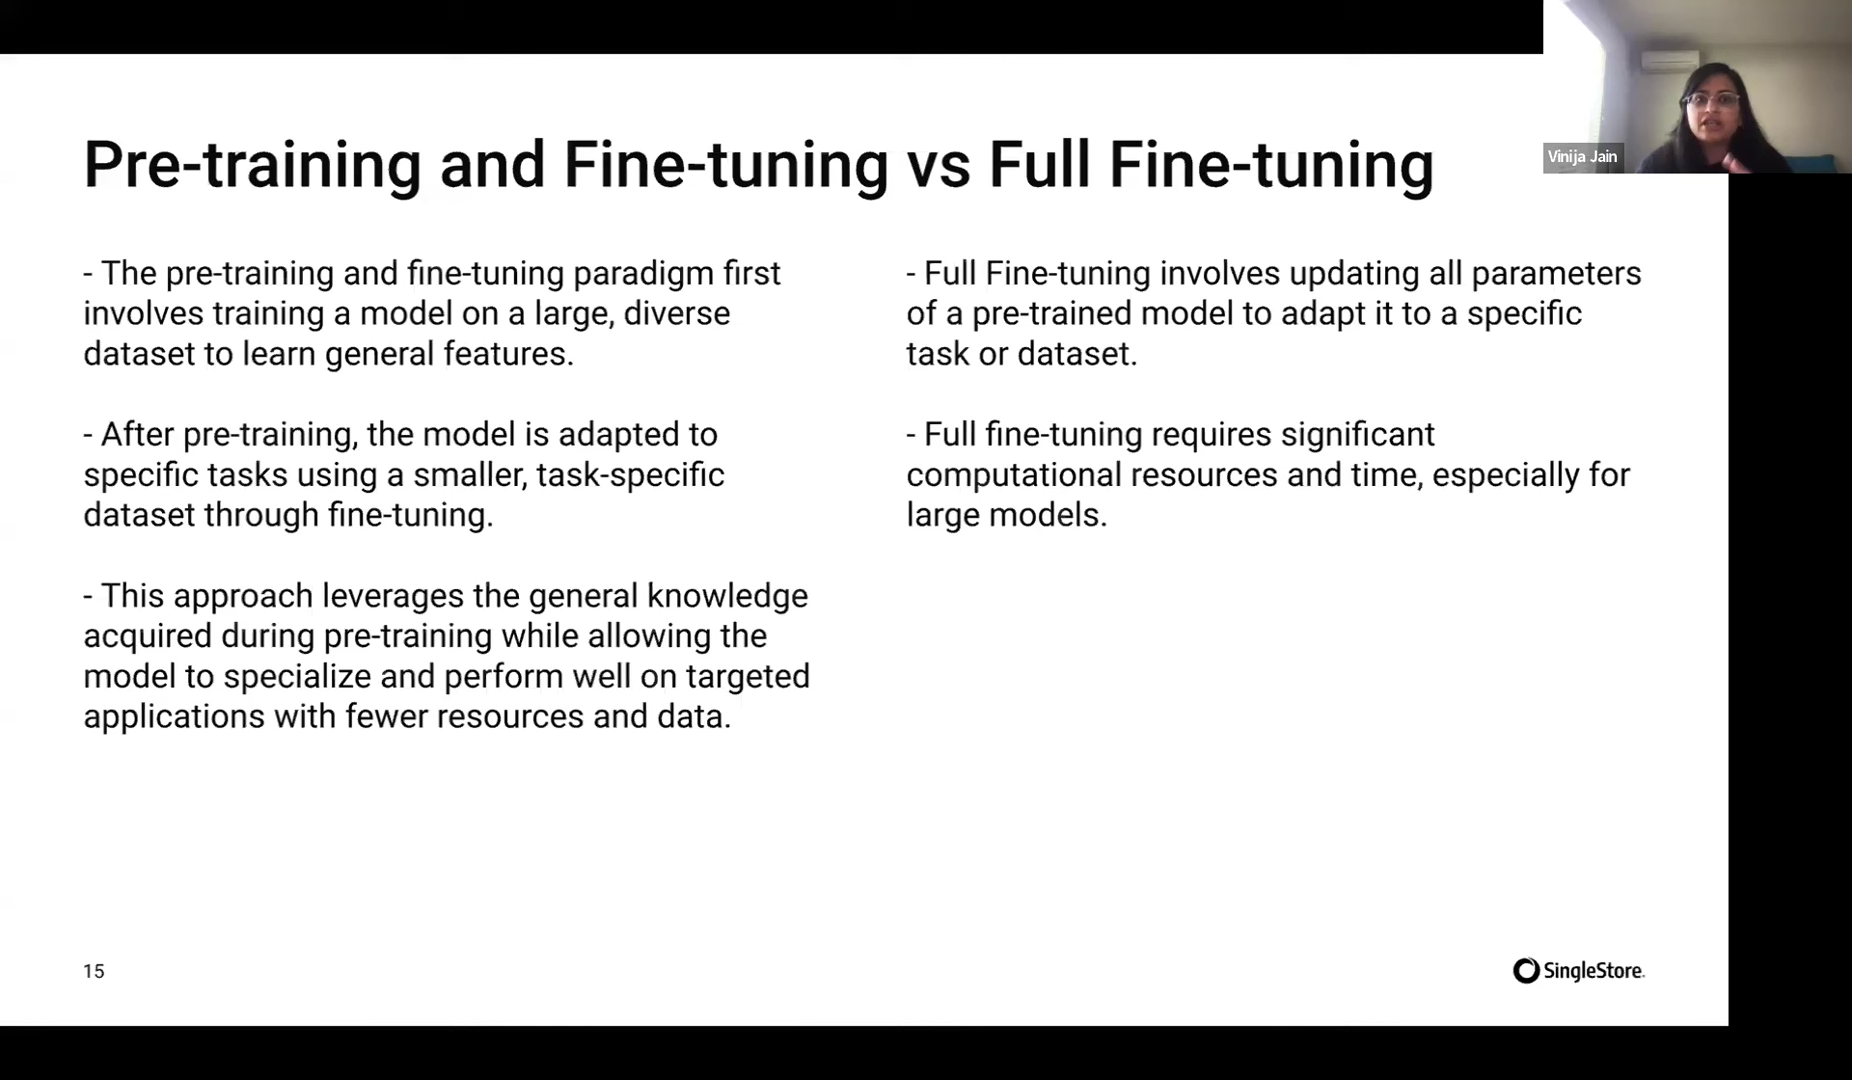 Pre-training and Fine-tuning vs Full Fine-tuning
Vinija Jain
- The pre-training and fine-tuning paradigm first
involves training a model on a large, diverse
dataset to learn general features.
- After pre-training, the model is adapted to
specific tasks using a smaller, task-specific
dataset through fine-tuning.
- This approach leverages the general knowledge
acquired during pre-training while allowing the
model to specialize and perform well on targeted
applications with fewer resources and data.
- Full Fine-tuning involves updating all parameters
of a pre-trained model to adapt it to a specific
task or dataset.
- Full fine-tuning requires significant
computational resources and time, especially for
large models.
15
SingleStore